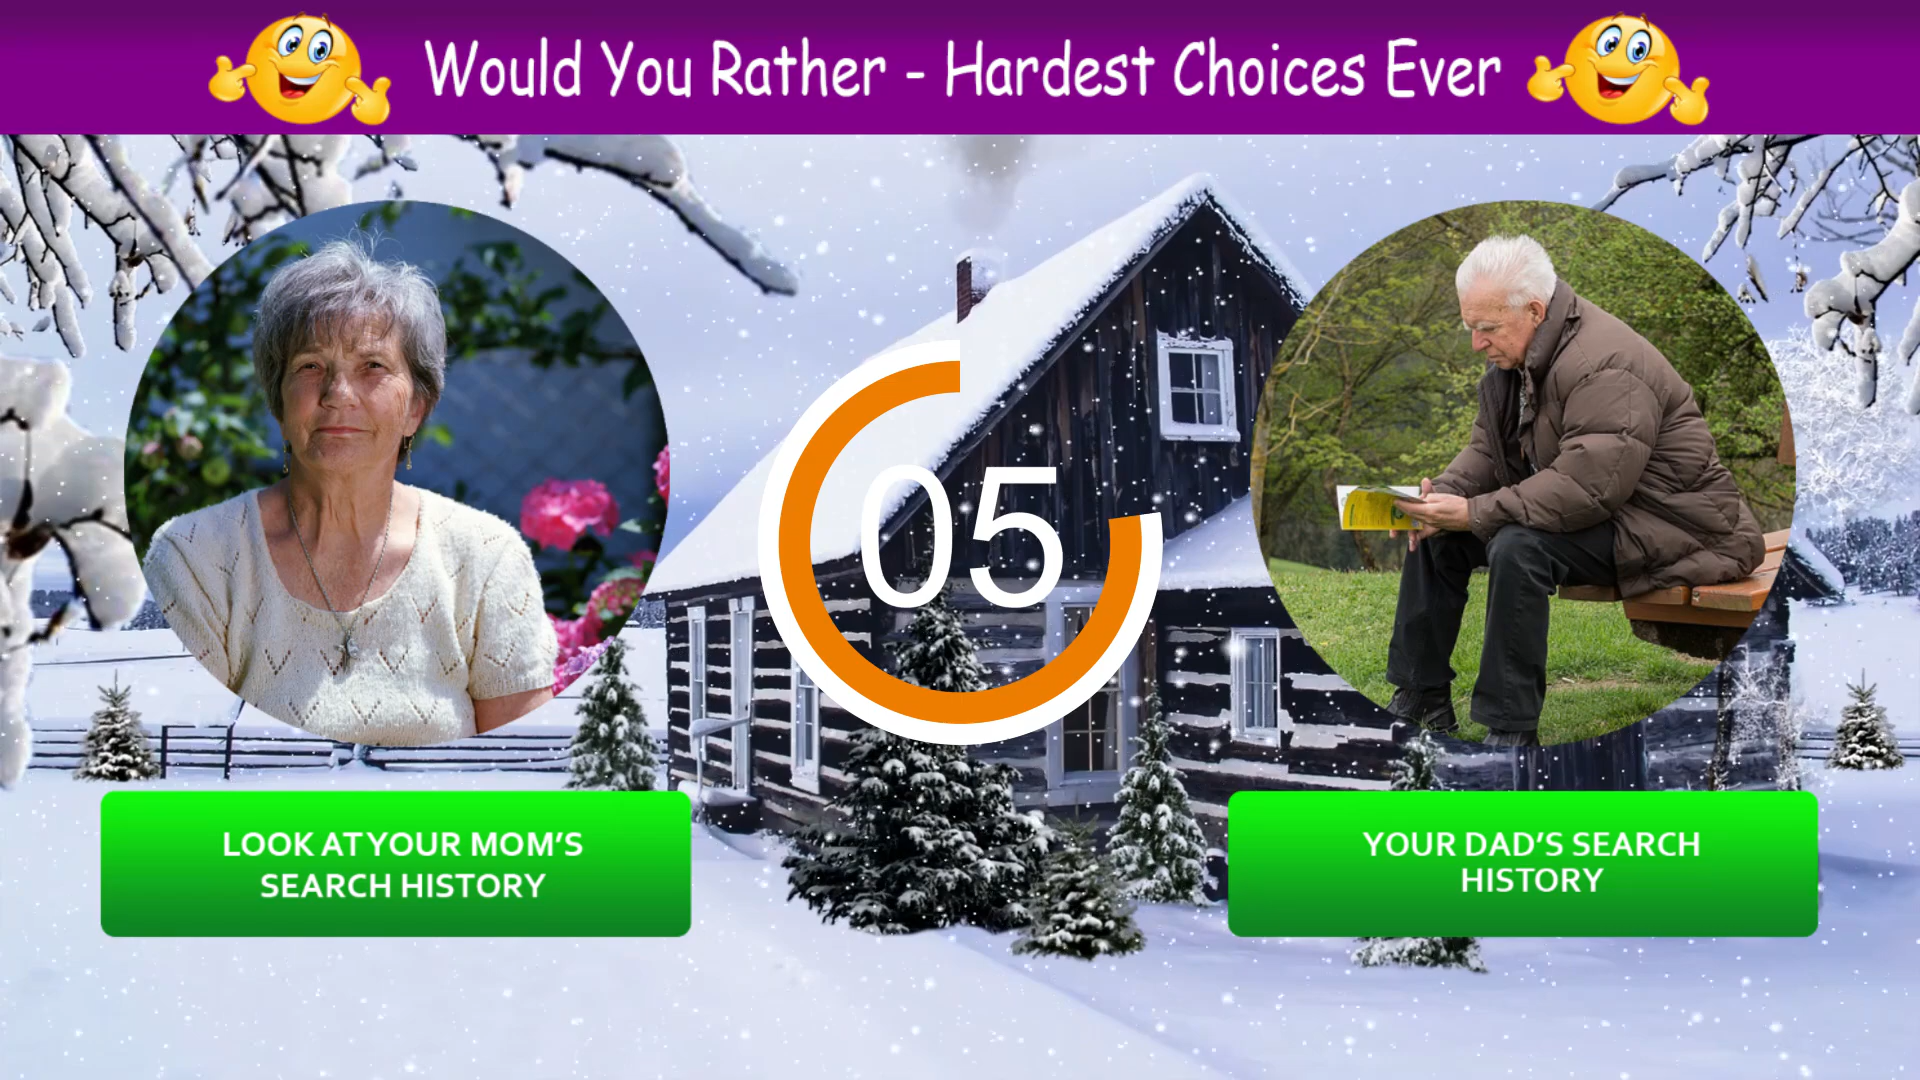 Would You Rather - Hardest Choices Ever
05
LOOK AT YOUR MOM'S
SEARCH HISTORY
YOUR DAD'S SEARCH
HISTORY